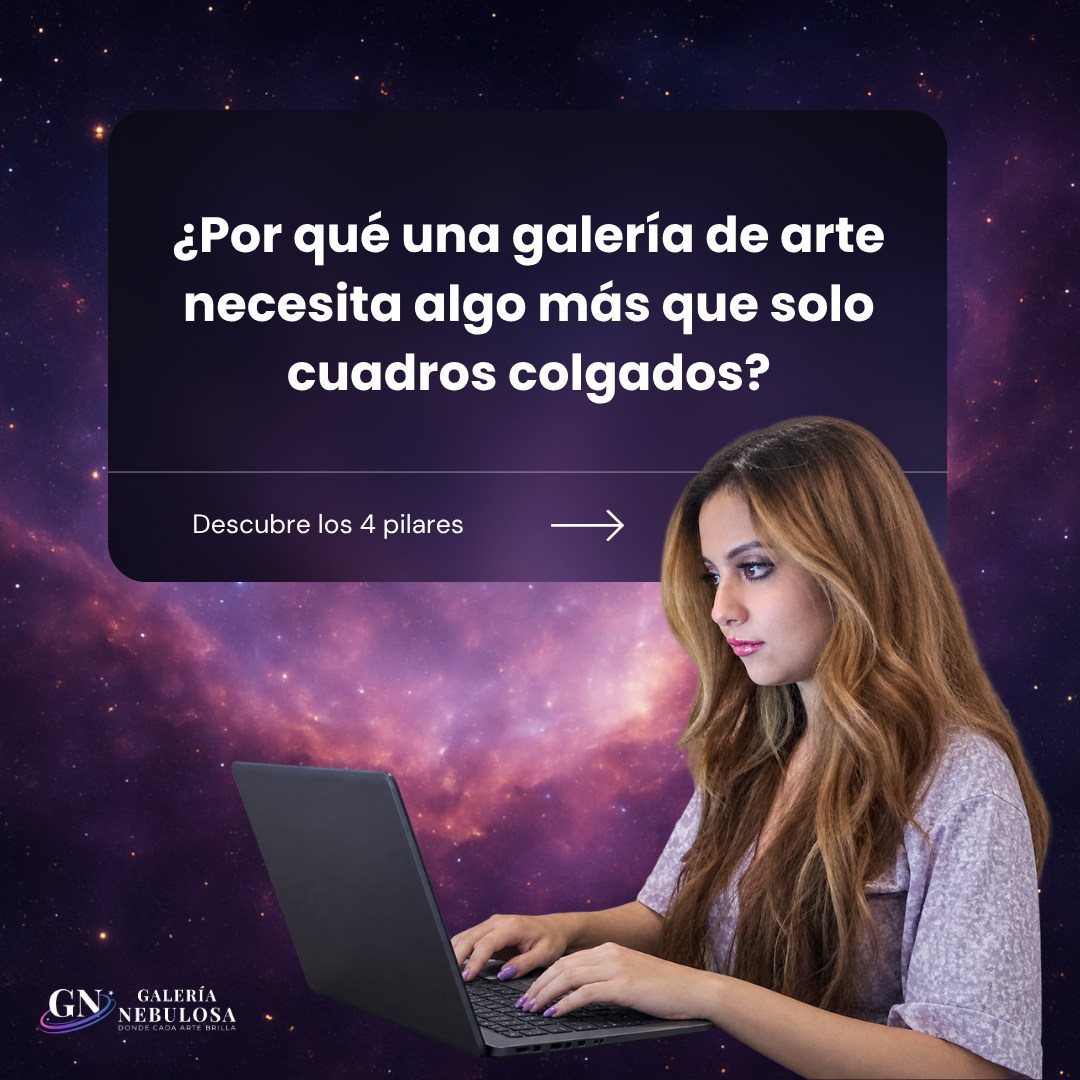 ¿Por qué una galería de arte
necesita algo más que solo
cuadros colgados?
Descubre los 4 pilares
GN
GALERÍA
NEBULOSA
DONDE CADA ARTE BRILLA